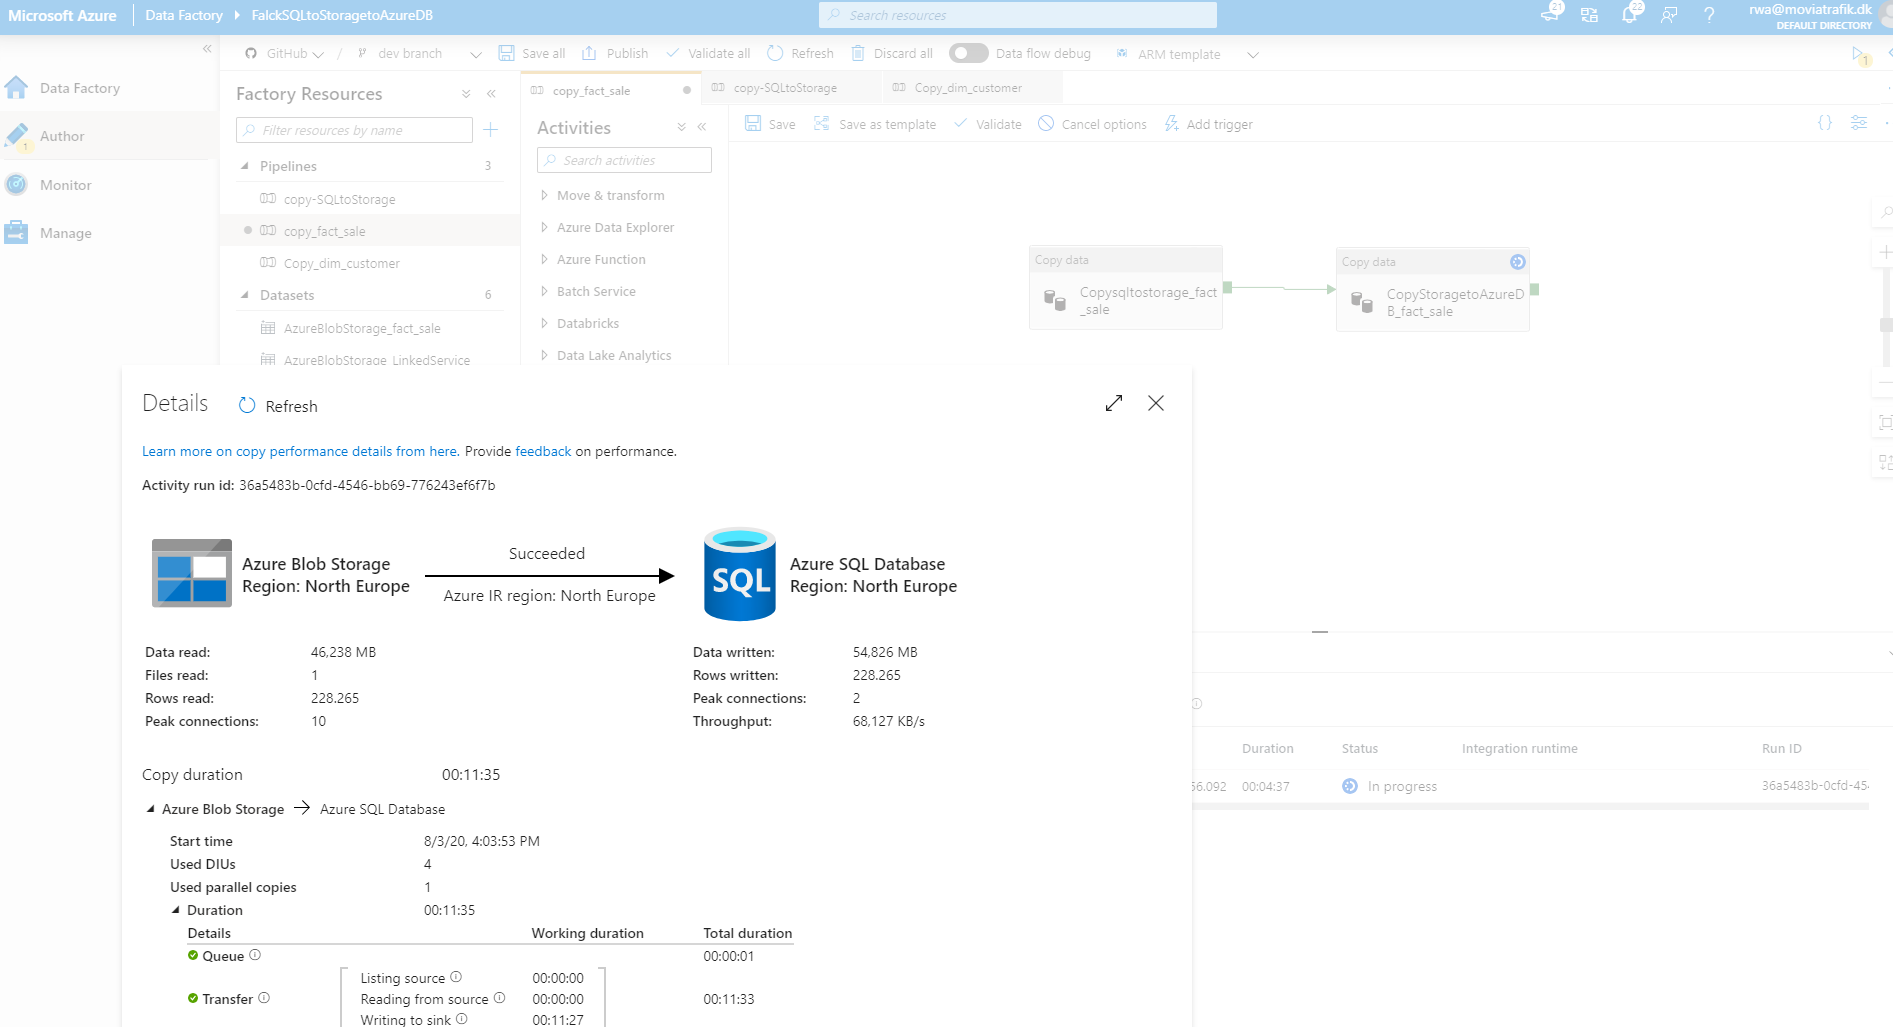 Microsoft Azure
Data Factory
FalckSQLtoStoragetoAzureDB
Search resources
21
22
rwa@moviatrafik.dk
DEFAULT DIRECTORY
GitHub
/
dev branch
Save all
Publish
Validate all
Refresh
Discard all
Data flow debug
ARM template
1
Data Factory
Author
1
Monitor
Manage
Factory Resources
Filter resources by name
Pipelines 3
copy-SQLtoStorage
copy_fact_sale
Copy_dim_customer
Datasets 6
AzureBlobStorage_fact_sale
AzureBlobStorage_LinkedService
copy_fact_sale
copy-SQLtoStorage
Copy_dim_customer
Activities
Search activities
Move & transform
Azure Data Explorer
Azure Function
Batch Service
Databricks
Data Lake Analytics
Save
Save as template
Validate
Cancel options
Add trigger
{}
Copy data
Copysqltostorage_fact
_sale
Copy data
CopyStoragetoAzureD
B_fact_sale
Details
Refresh
Learn more on copy performance details from here. Provide feedback on performance.
Activity run id: 36a5483b-0cfd-4546-bb69-776243ef6f7b
Azure Blob Storage
Region: North Europe
Succeeded
Azure IR region: North Europe
SQL
Azure SQL Database
Region: North Europe
Data read: 46,238 MB
Files read: 1
Rows read: 228.265
Peak connections: 10
Data written: 54,826 MB
Rows written: 228.265
Peak connections: 2
Throughput: 68,127 KB/s
Copy duration 00:11:35
Azure Blob Storage → Azure SQL Database
Start time 8/3/20, 4:03:53 PM
Used DIUs 4
Used parallel copies 1
Duration 00:11:35
Details Working duration Total duration
Queue 00:00:01
Listing source 00:00:00
Transfer Reading from source 00:00:00 00:11:33
Writing to sink 00:11:27
Duration Status Integration runtime Run ID
56.092 00:04:37 In progress 36a5483b-0cfd-45